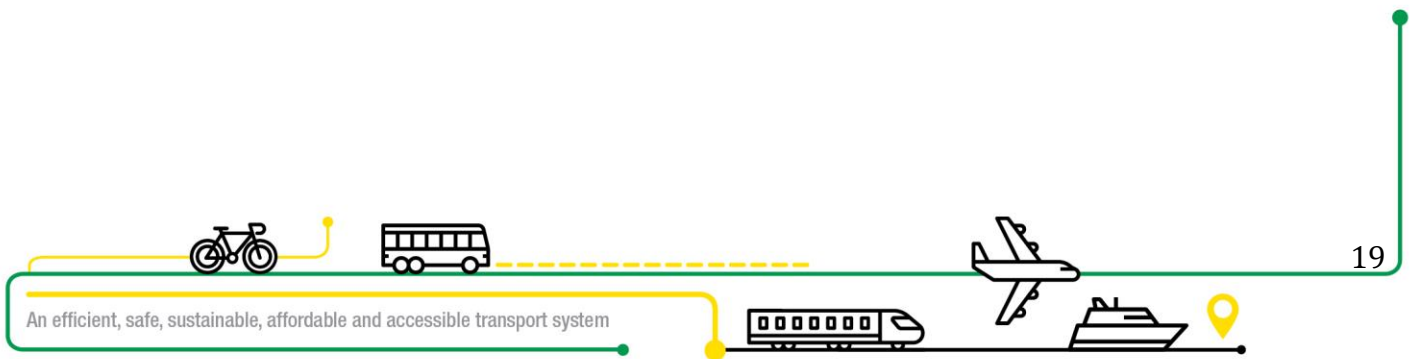 19
An efficient, safe, sustainable, affordable and accessible transport system